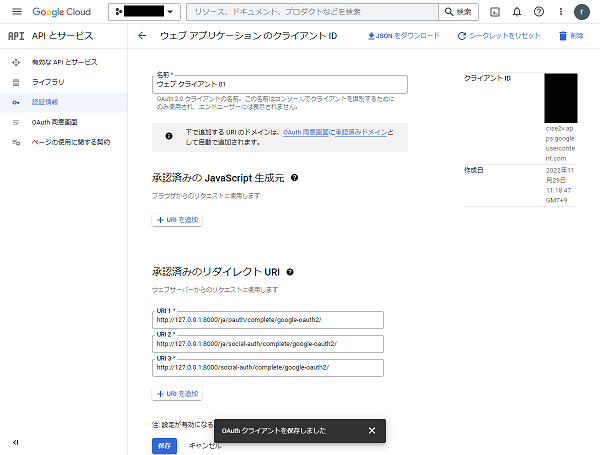 Google Cloud
リソース、ドキュメント、プロダクトなどを検索
検索
r
API
API とサービス
ウェブ アプリケーション のクライアント ID
JSON をダウンロード
シークレットをリセット
削除
有効な API とサービス
ライブラリ
認証情報
OAuth 同意画面
ページの使用に関する契約
名前 *
ウェブ クライアント 01
OAuth 2.0 クライアントの名前。この名前はコンソールでクライアントを識別するために
のみ使用され、エンドユーザーには表示されません。
下で追加する URI のドメインは、OAuth 同意画面に承認済みドメインと
して自動で追加されます。
承認済みの JavaScript 生成元
ブラウザからのリクエストに使用します
+ URI を追加
承認済みのリダイレクト URI
ウェブサーバーからのリクエストに使用します
URI 1 *
http://127.0.0.1:8000/ja/oauth/complete/google-oauth2/
URI 2 *
http://127.0.0.1:8000/ja/social-auth/complete/google-oauth2/
URI 3 *
http://127.0.0.1:8000/social-auth/complete/google-oauth2/
+ URI を追加
注: 設定が有効になる
OAuth クライアントを保存しました
保存
キャンセル
クライアント ID
cise2v.ap
ps.google
userconte
nt.com
作成日
2022年11
月29日
11:18:47
GMT+9